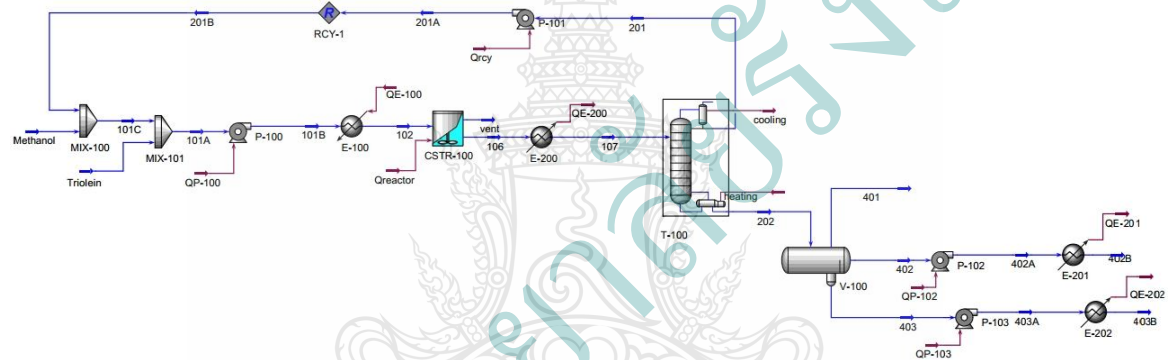 201B
RCY-1
201A
P-101
201
Qrcy
QE-100
QE-200
cooling
Methanol
MIX-100
101C
MIX-101
101A
P-100
101B
E-100
102
CSTR-100
vent
106
E-200
107
Triolein
QP-100
Qreactor
heating
T-100
202
401
V-100
402
P-102
402A
QE-201
E-201
402B
QP-102
QE-202
403
P-103
403A
E-202
403B
QP-103